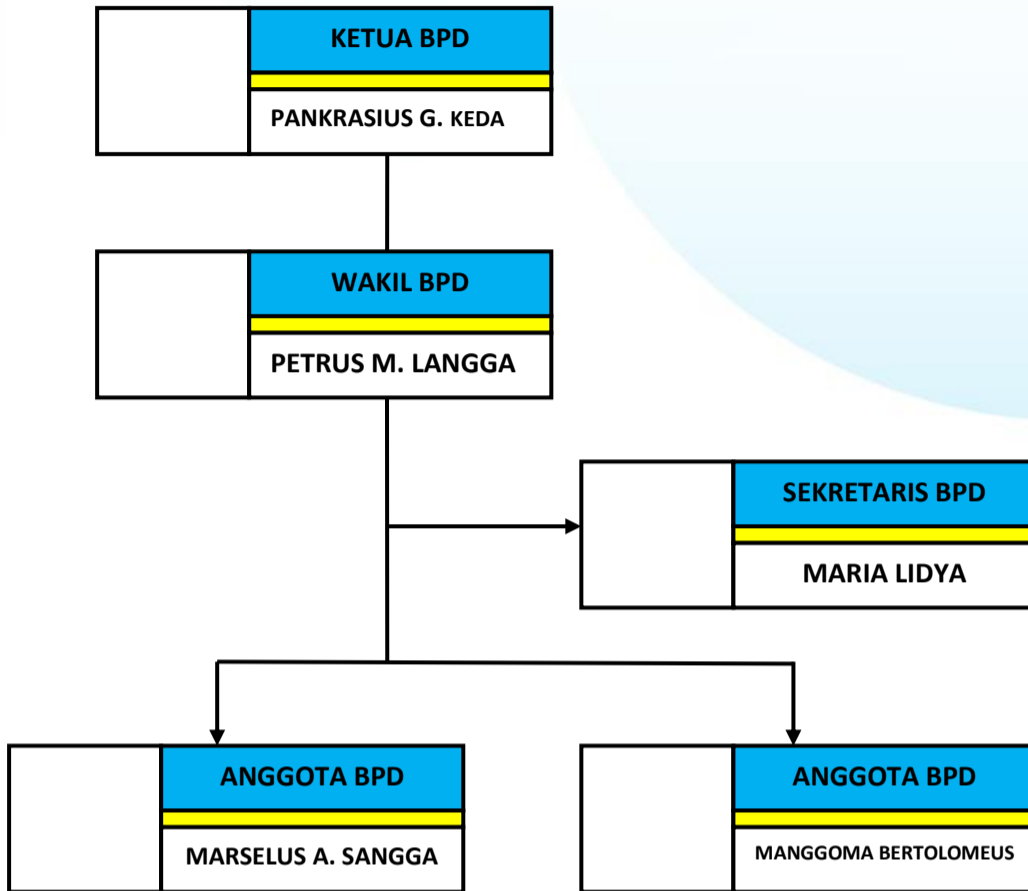 KETUA BPD
PANKRASIUS G. KEDA
WAKIL BPD
PETRUS M. LANGGA
SEKRETARIS BPD
MARIA LIDYA
ANGGOTA BPD
MARSELUS A. SANGGA
ANGGOTA BPD
MANGGOMA BERTOLOMEUS